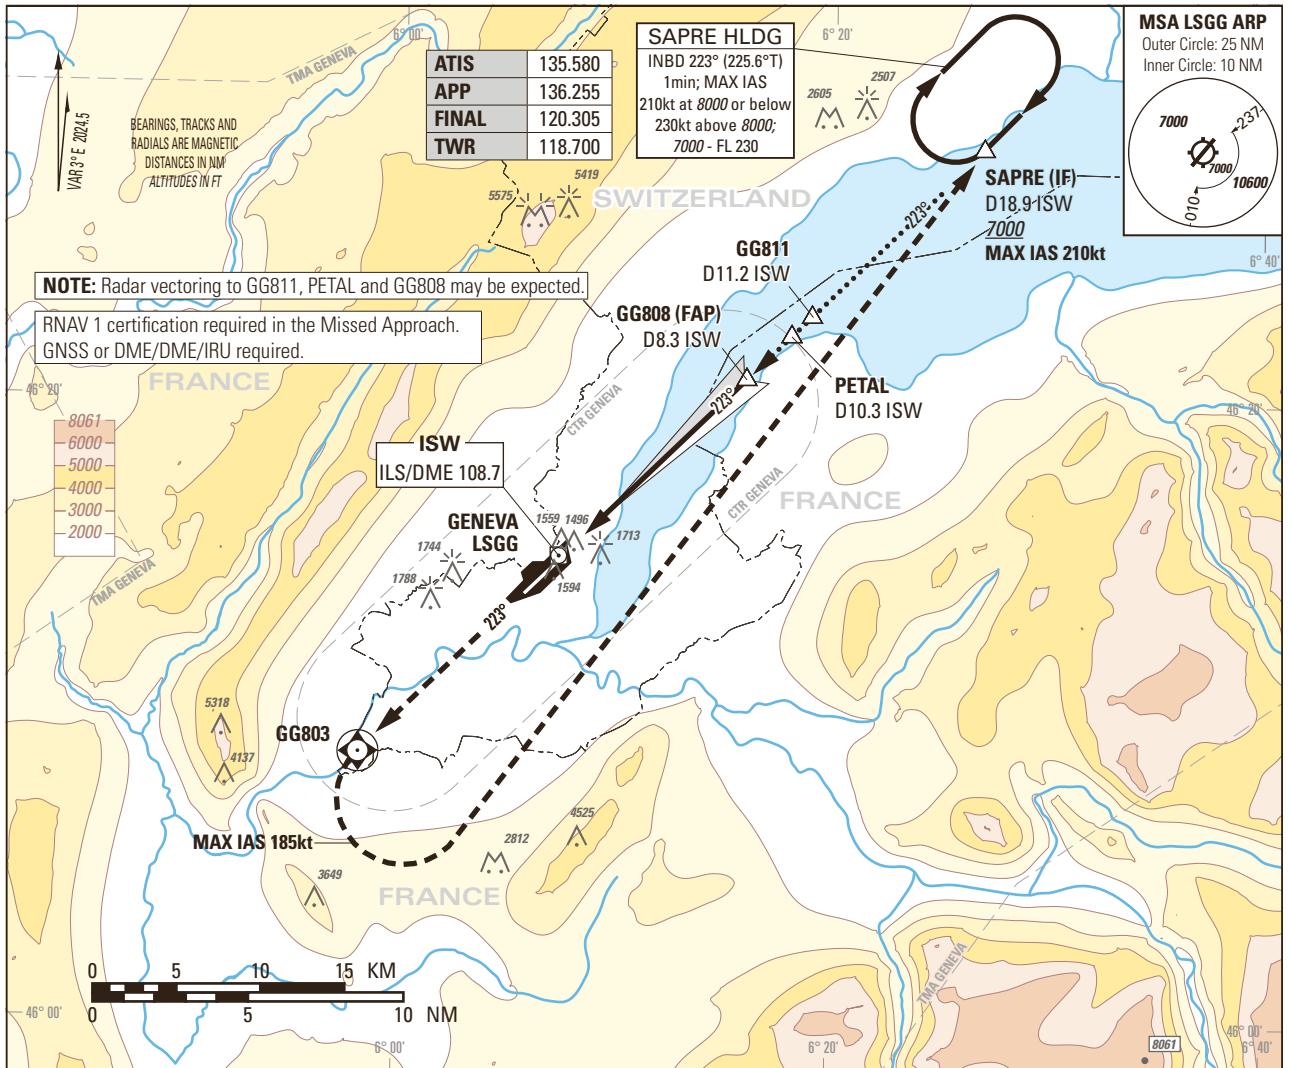 6° 00'
6° 20'
TMA GENEVA
VAR 3° E 2024.5
BEARINGS, TRACKS AND
RADIALS ARE MAGNETIC
DISTANCES IN NM
ALTITUDES IN FT
ATIS 135.580
APP 136.255
FINAL 120.305
TWR 118.700
SAPRE HLDG
INBD 223° (225.6°T)
1min; MAX IAS
210kt at 8000 or below
230kt above 8000;
7000 - FL 230
2605
2507
MSA LSGG ARP
Outer Circle: 25 NM
Inner Circle: 10 NM
7000
237
7000
10600
010
5575
5419
SWITZERLAND
SAPRE (IF)
D18.9 ISW
7000
MAX IAS 210kt
223°
6° 40'
GG811
D11.2 ISW
NOTE: Radar vectoring to GG811, PETAL and GG808 may be expected.
RNAV 1 certification required in the Missed Approach.
GNSS or DME/DME/IRU required.
GG808 (FAP)
D8.3 ISW
FRANCE
46° 20'
PETAL
D10.3 ISW
46° 20'
223°
CTR GENEVA
8061
6000
5000
4000
3000
2000
ISW
ILS/DME 108.7
CTR GENEVA
FRANCE
GENEVA
LSGG
1559
1496
1713
1744
1788
1594
TMA GENEVA
223°
5318
4137
GG803
MAX IAS 185kt
4525
2812
3649
FRANCE
TMA GENEVA
0 5 10 15 KM
0 5 10 NM
46° 00'
46° 00'
6° 00'
6° 20'
6° 40'
8061